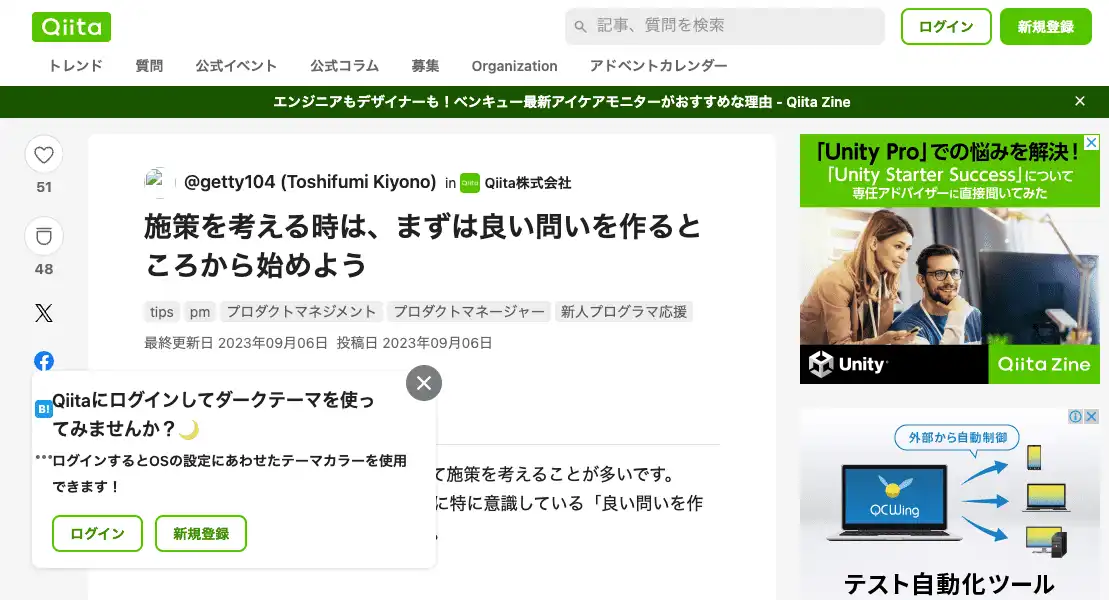 Qiita
記事、質問を検索
ログイン
新規登録
トレンド
質問
公式イベント
公式コラム
募集
Organization
アドベントカレンダー
エンジニアもデザイナーも！ベンキュー最新アイケアモニターがおすすめな理由 - Qiita Zine
51
48
@getty104 (Toshifumi Kiyono)
in
Qiita
Qiita株式会社
施策を考える時は、まずは良い問いを作ると
ころから始めよう
tips
pm
プロダクトマネジメント
プロダクトマネージャー
新人プログラマ応援
最終更新日 2023年09月06日
投稿日 2023年09月06日
B!
Qiitaにログインしてダークテーマを使っ
てみませんか？🌙
ログインするとOSの設定にあわせたテーマカラーを使用
できます！
ログイン
新規登録
て施策を考えることが多いです。
に特に意識している「良い問いを作
「Unity Pro」での悩みを解決！
「Unity Starter Success」について
専任アドバイザーに直接聞いてみた
Unity
Qiita Zine
外部から自動制御
QCWing
テスト自動化ツール